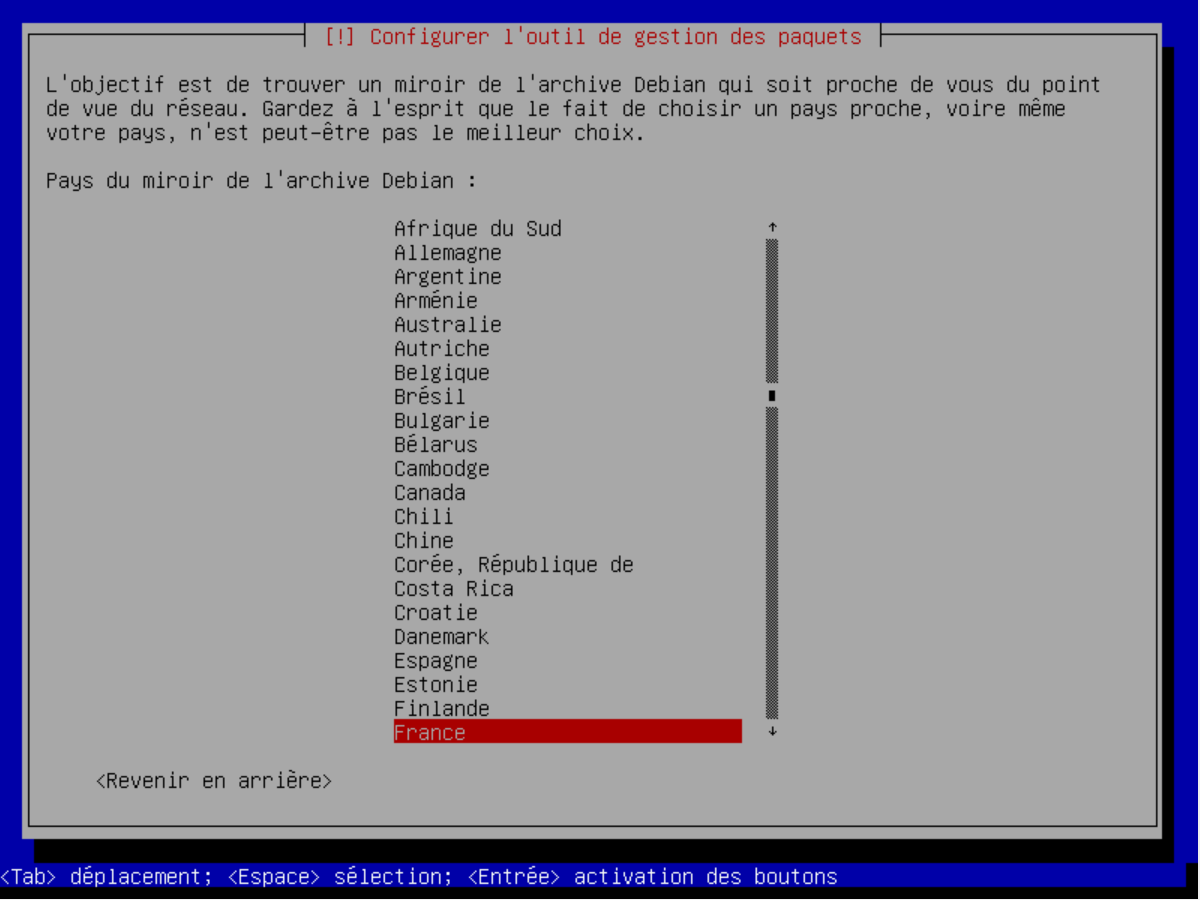 [!] Configurer l'outil de gestion des paquets
L'objectif est de trouver un miroir de l'archive Debian qui soit proche de vous du point
de vue du réseau. Gardez à l'esprit que le fait de choisir un pays proche, voire même
votre pays, n'est peut-être pas le meilleur choix.
Pays du miroir de l'archive Debian :
Afrique du Sud
Allemagne
Argentine
Arménie
Australie
Autriche
Belgique
Brésil
Bulgarie
Bélarus
Cambodge
Canada
Chili
Chine
Corée, République de
Costa Rica
Croatie
Danemark
Espagne
Estonie
Finlande
France
<Revenir en arrière>
<Tab> déplacement; <Espace> sélection; <Entrée> activation des boutons